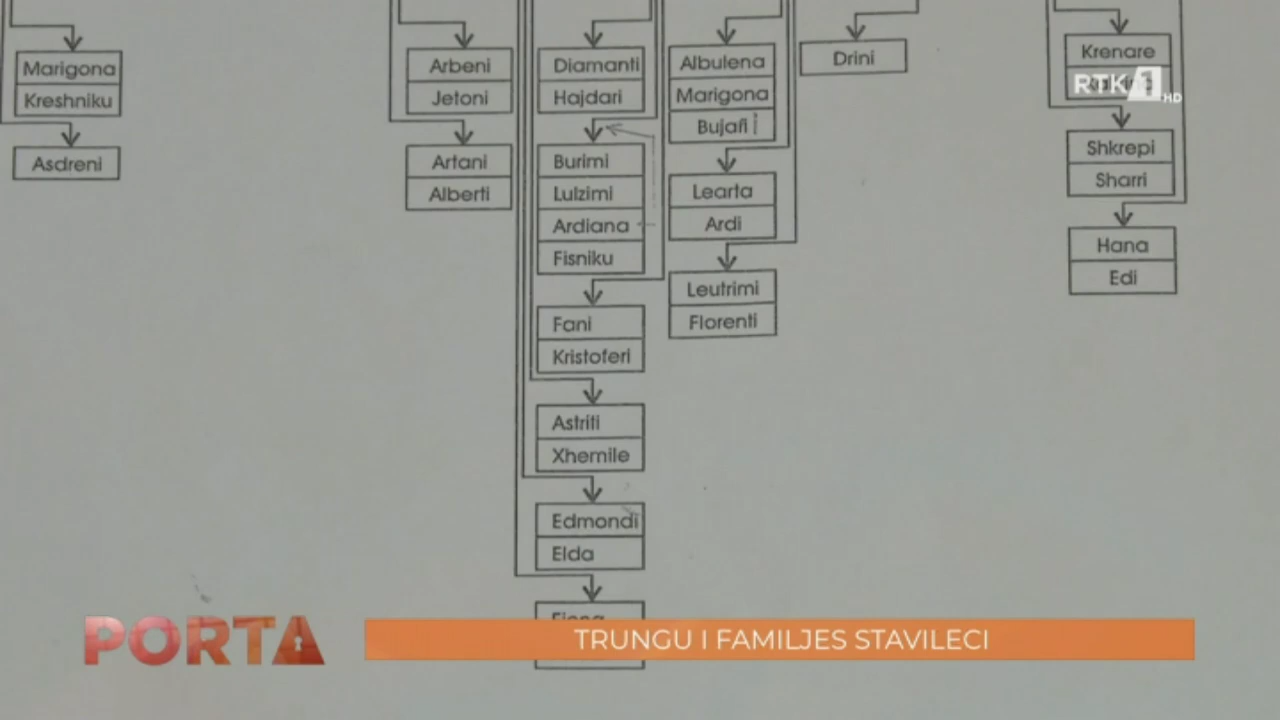 Marigona
Kreshniku
Asdreni
Arbeni
Jetoni
Artani
Alberti
Diamanti
Hajdari
Burimi
Lulzimi
Ardiana
Fisniku
Fani
Kristoferi
Astriti
Xhemile
Edmondi
Elda
Albulena
Marigona
Bujafi
Learta
Ardi
Leutrimi
Florenti
Drini
Krenare
RTK 1 HD
Shkrepi
Sharri
Hana
Edi
PORTA
TRUNGU I FAMILJES STAVILECI